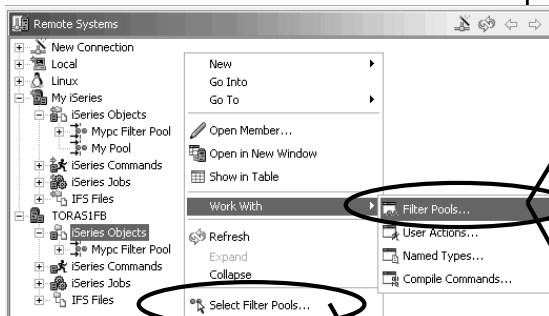 Remote Systems
New Connection
Local
Linux
My iSeries
iSeries Objects
Mypc Filter Pool
My Pool
iSeries Commands
iSeries Jobs
IFS Files
TORAS1FB
iSeries Objects
Mypc Filter Pool
iSeries Commands
iSeries Jobs
IFS Files
New
Go Into
Go To
Open Member...
Open in New Window
Show in Table
Work With
Refresh
Expand
Collapse
Select Filter Pools...
Filter Pools...
User Actions...
Named Types...
Compile Commands...